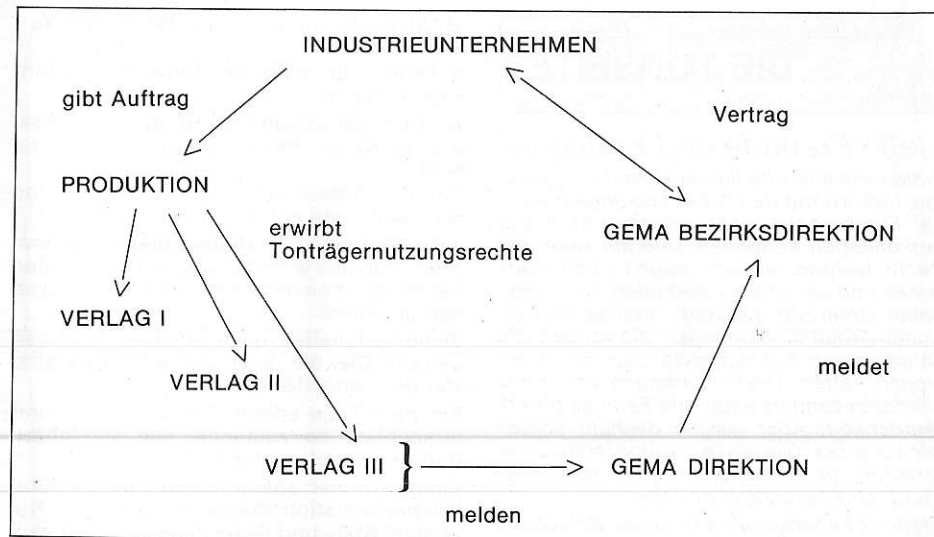 INDUSTRIEUNTERNEHMEN
gibt Auftrag
Vertrag
PRODUKTION
erwirbt
Tonträgernutzungsrechte
GEMA BEZIRKSDIREKTION
VERLAG I
VERLAG II
meldet
VERLAG III
GEMA DIREKTION
melden